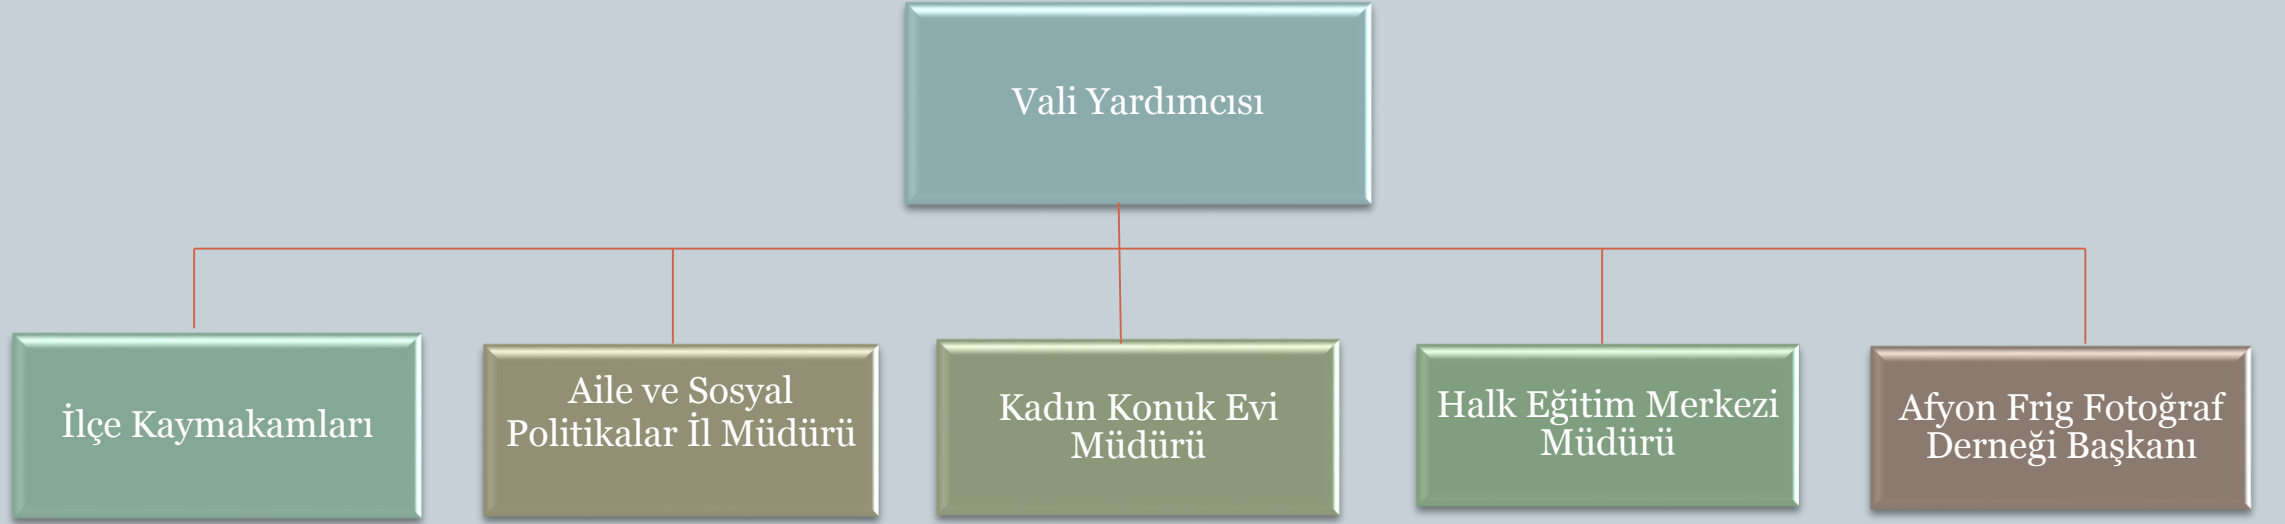 Vali Yardımcısı
İlçe Kaymakamları
Aile ve Sosyal
Politikalar İl Müdürü
Kadın Konuk Evi
Müdürü
Halk Eğitim Merkezi
Müdürü
Afyon Frig Fotoğraf
Derneği Başkanı